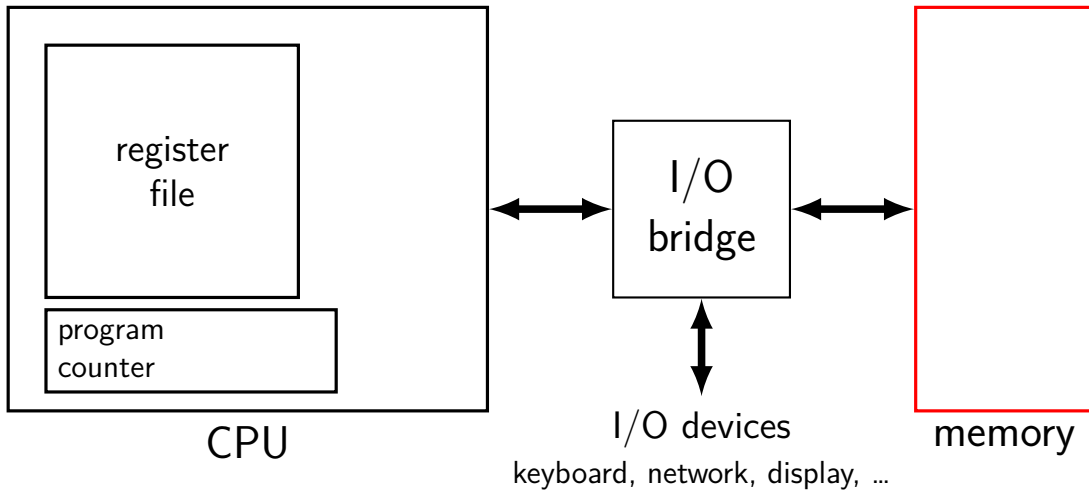 register
file
program
counter
CPU
I/O
bridge
I/O devices
keyboard, network, display, ...
memory